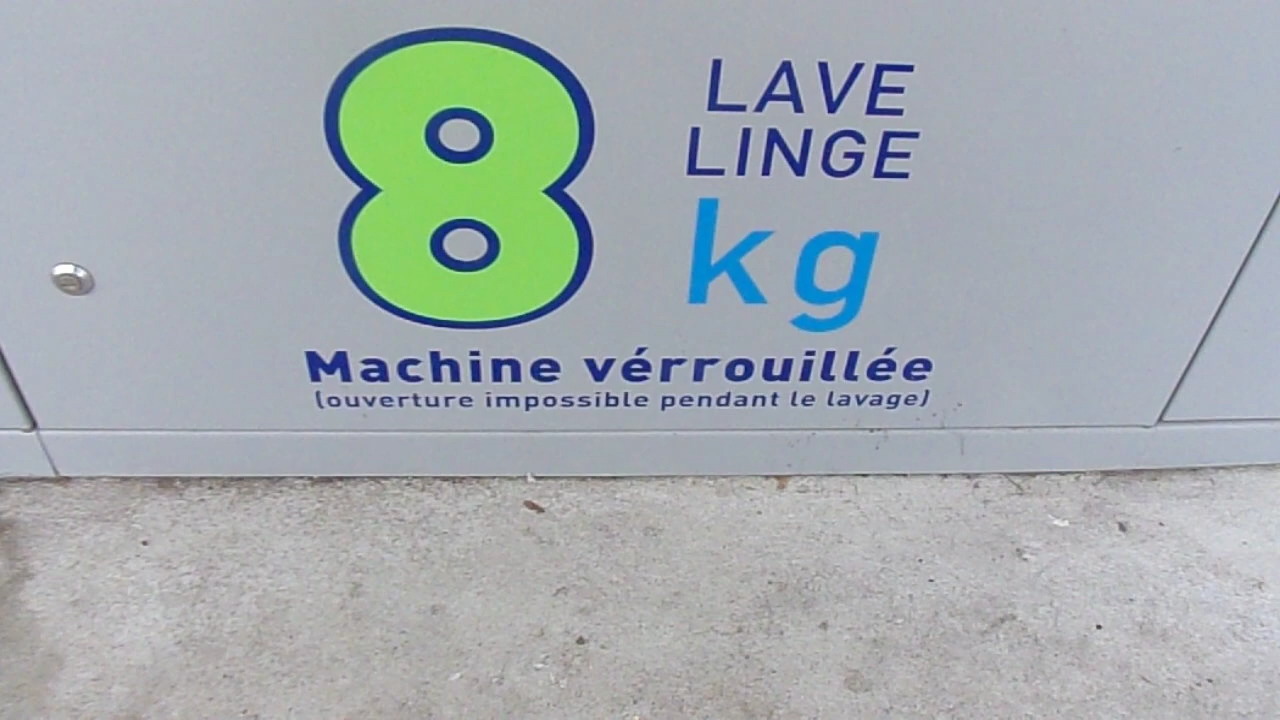 8
LAVE
LINGE
kg
Machine vérrouillée
(ouverture impossible pendant le lavage)